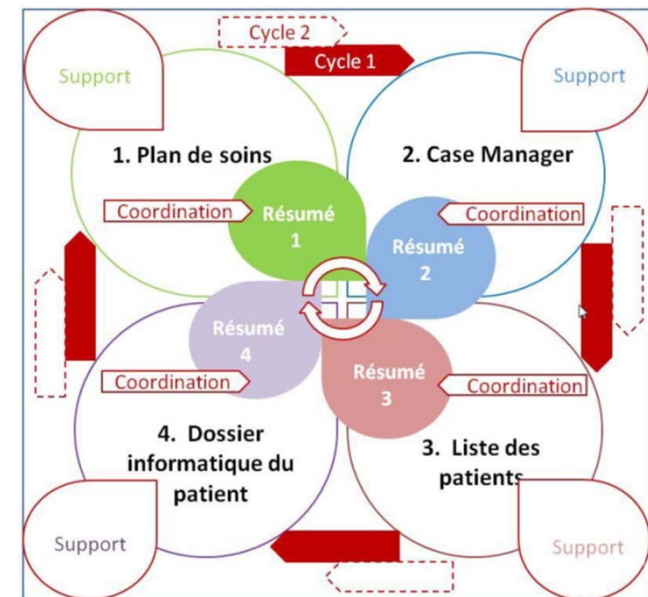 Cycle 2
Cycle 1
Support
Support
1. Plan de soins
2. Case Manager
Coordination
Résumé
1
Coordination
Résumé
2
Résumé
4
Coordination
Résumé
3
Coordination
4. Dossier
informatique du
patient
3. Liste des
patients
Support
Support